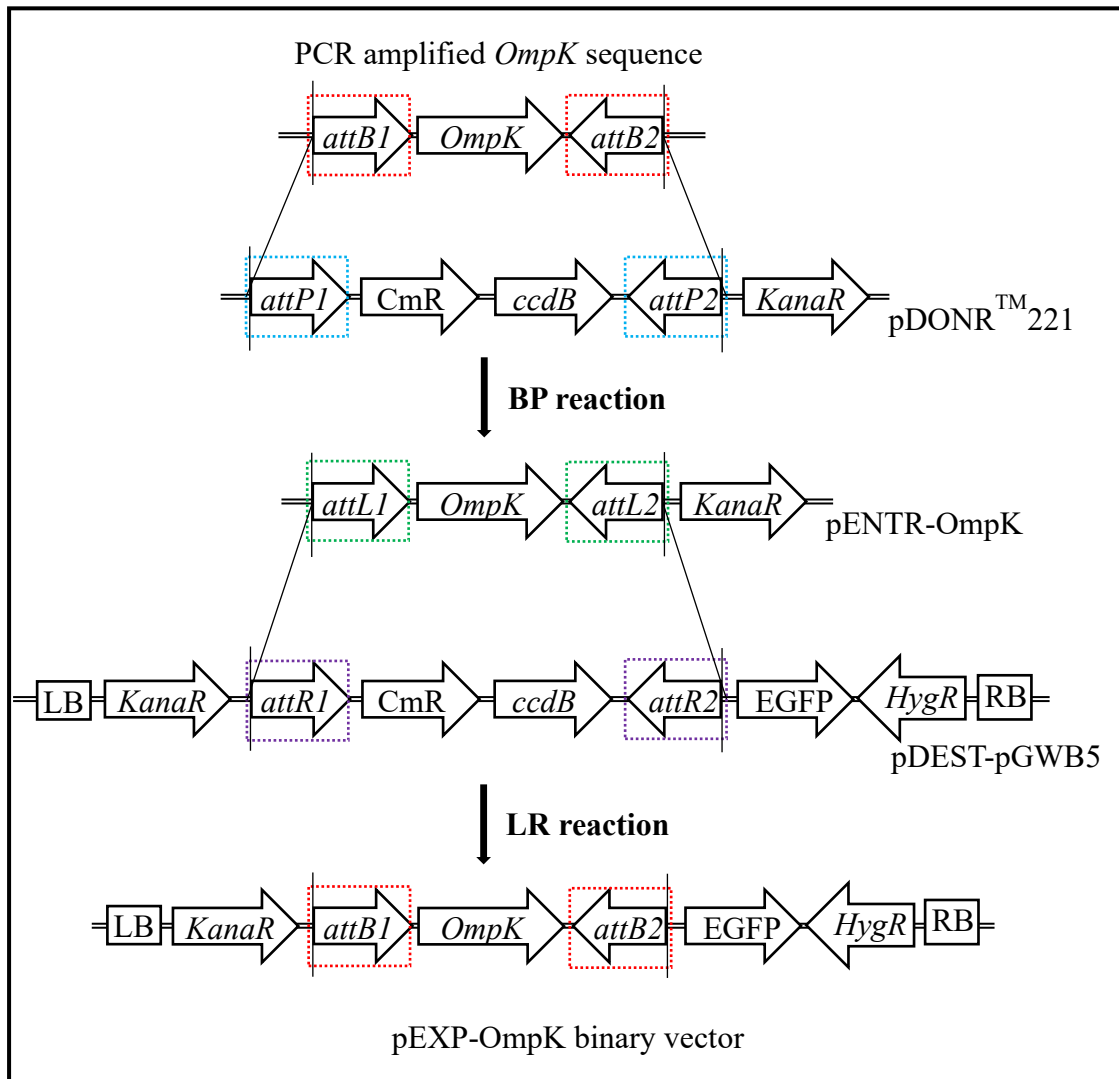 PCR amplified OmpK sequence
attB1 OmpK attB2
attP1 CmR ccdB attP2 KanaR
pDONR™221
BP reaction
attL1 OmpK attL2 KanaR
pENTR-OmpK
LB KanaR attR1 CmR ccdB attR2 EGFP HygR RB
pDEST-pGWB5
LR reaction
LB KanaR attB1 OmpK attB2 EGFP HygR RB
pEXP-OmpK binary vector